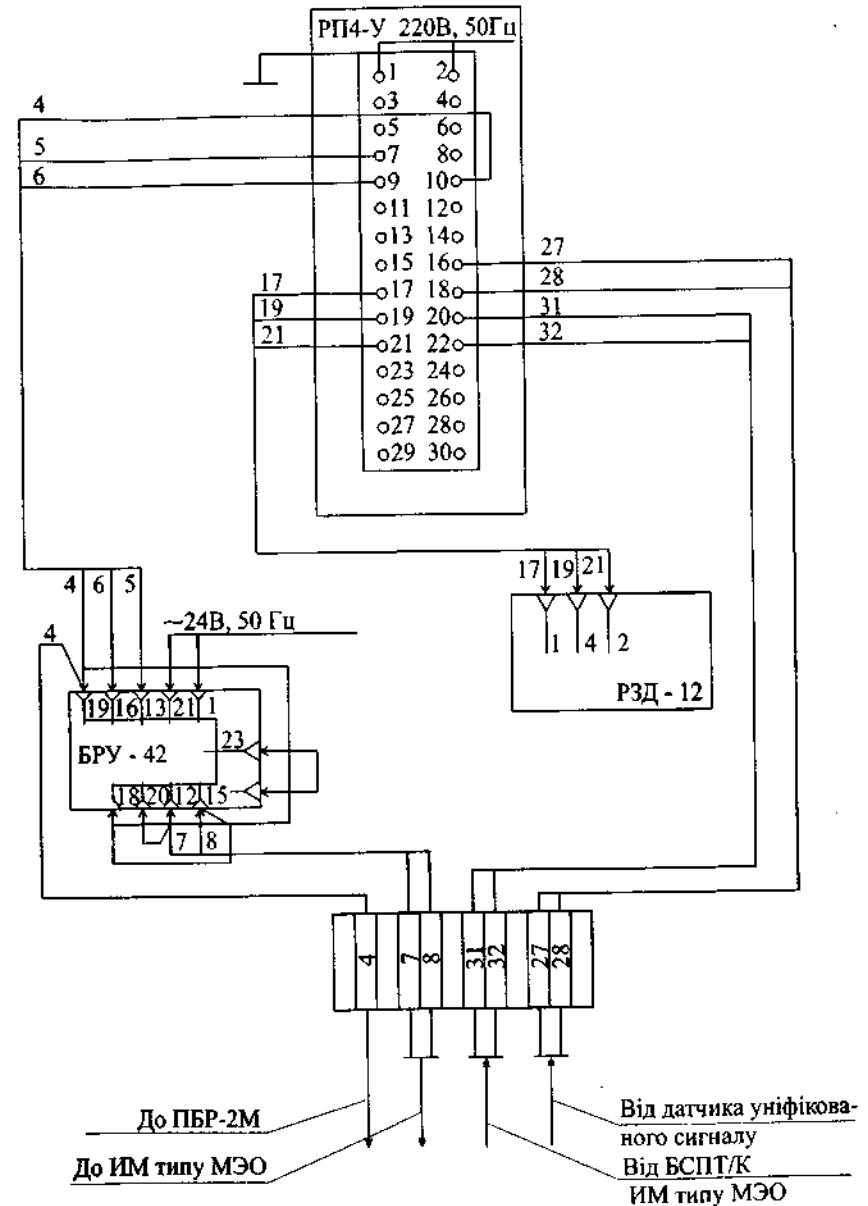 РП4-У 220В, 50Гц
1 2
3 4
4
5 6
5
7 8
6
9 10
11 12
13 14
27
15 16
17
17 18
28
19
19 20
31
21
21 22
32
23 24
25 26
27 28
29 30
17 19 21
4 6 5
~24В, 50 Гц
4
1 4 2
РЗД - 12
19 16 13 21 1
23
БРУ - 42
18 20 12 15
7 8
4 7 8 31 32 27 28
До ПБР-2М
До ИМ типу МЭО
Від датчика уніфікова-
ного сигналу
Від БСПТ/К
ИМ типу МЭО